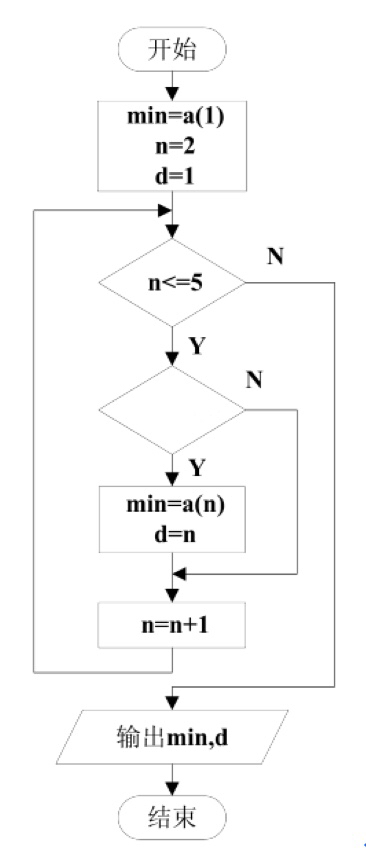 开始
min=a(1)
n=2
d=1
n<=5
N
Y
N
Y
min=a(n)
d=n
n=n+1
输出min,d
结束